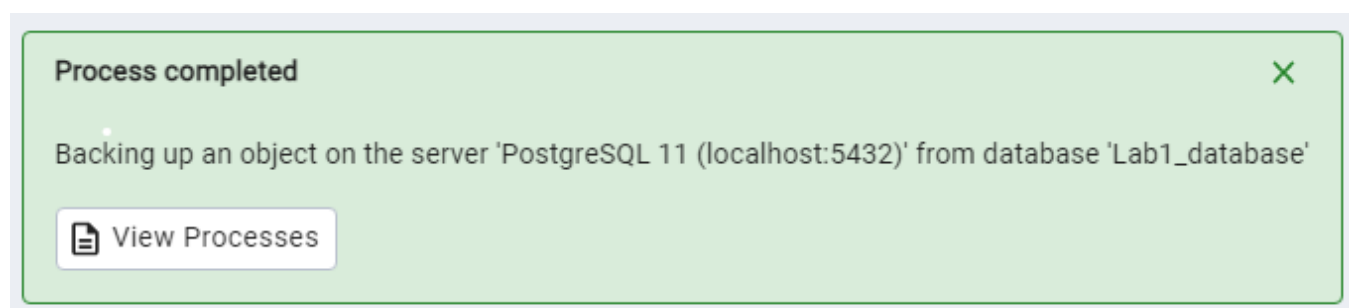 Process completed
Backing up an object on the server 'PostgreSQL 11 (localhost:5432)' from database 'Lab1_database'
View Processes